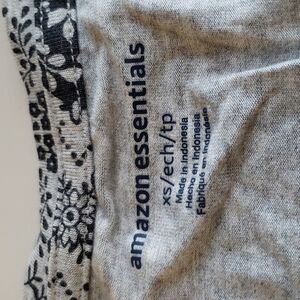 amazon essentials
xs/ech/tp
Made in Indonesia
Hecho en Indonesia
Fabriqué en Indonésie